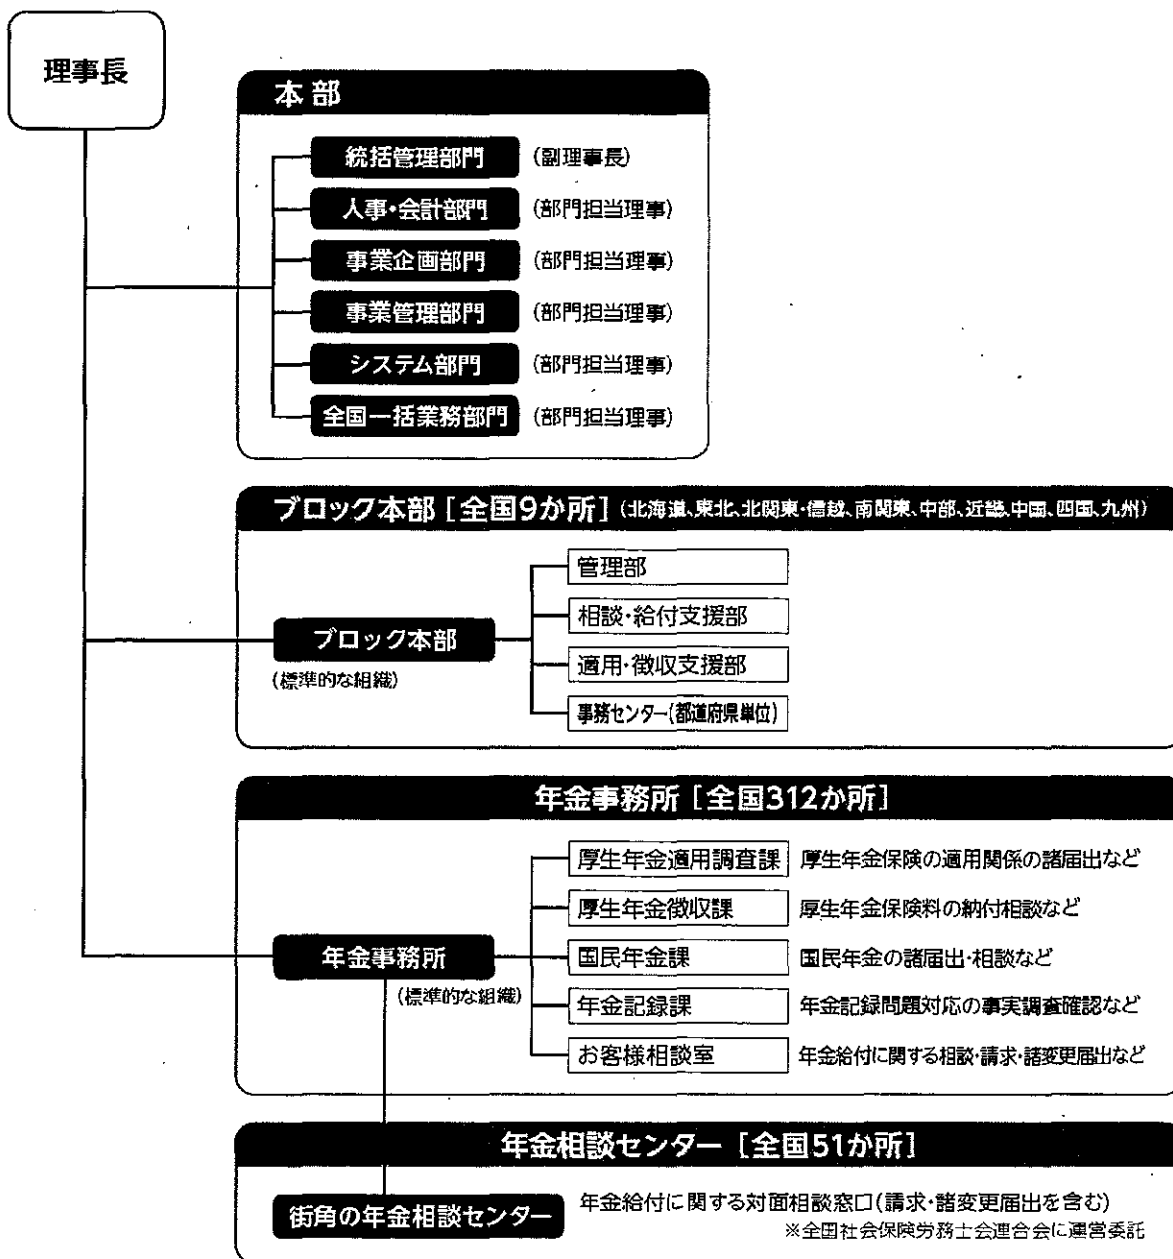 理事長
本部
統括管理部門 (副理事長)
人事・会計部門 (部門担当理事)
事業企画部門 (部門担当理事)
事業管理部門 (部門担当理事)
システム部門 (部門担当理事)
全国一括業務部門 (部門担当理事)
ブロック本部 [全国9か所] (北海道、東北、北関東・信越、南関東、中部、近畿、中国、四国、九州)
管理部
相談・給付支援部
ブロック本部
(標準的な組織)
適用・徴収支援部
事務センター(都道府県単位)
年金事務所 [全国312か所]
厚生年金適用調査課 厚生年金保険の適用関係の諸届出など
厚生年金徴収課 厚生年金保険料の納付相談など
年金事務所
(標準的な組織)
国民年金課 国民年金の諸届出・相談など
年金記録課 年金記録問題対応の事実調査確認など
お客様相談室 年金給付に関する相談・請求・諸変更届出など
年金相談センター [全国51か所]
街角の年金相談センター
年金給付に関する対面相談窓口(請求・諸変更届出を含む)
※全国社会保険労務士会連合会に運営委託